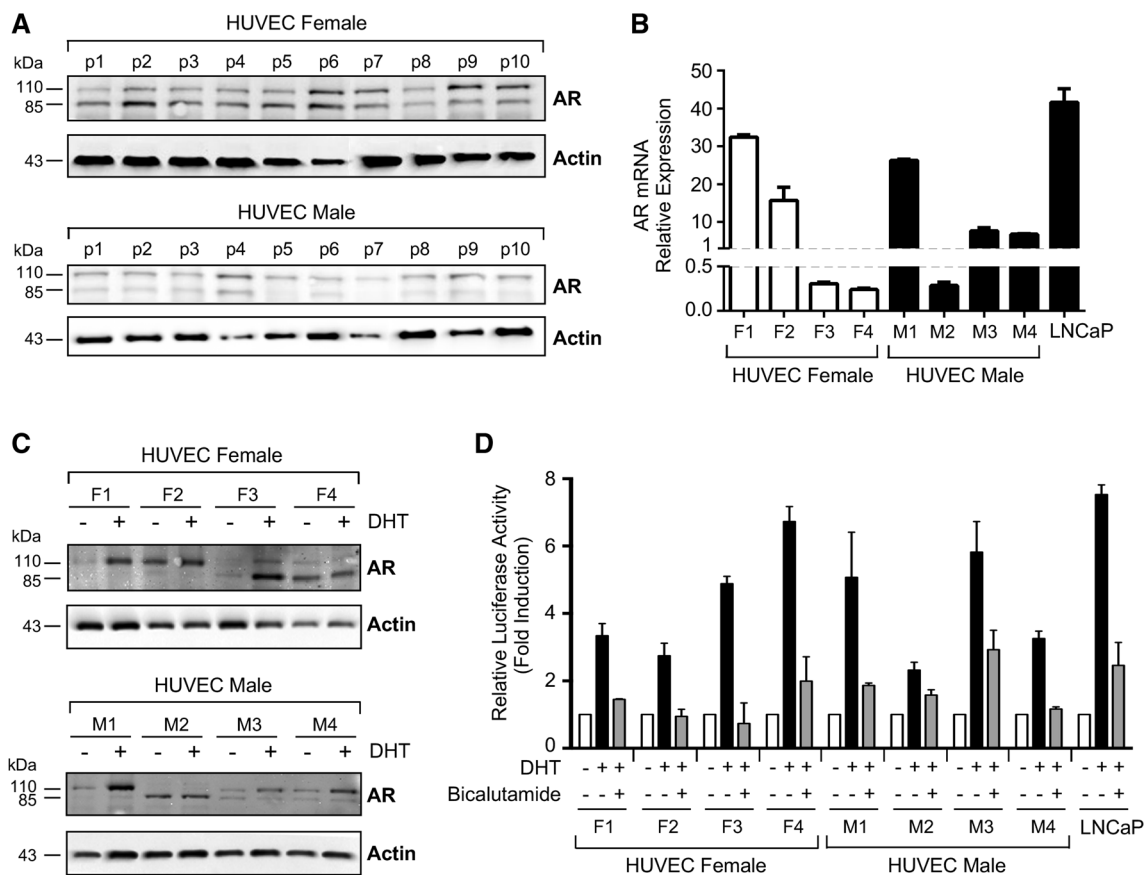 A
HUVEC Female
kDa
p1 p2 p3 p4 p5 p6 p7 p8 p9 p10
110
85
AR
43
Actin
HUVEC Male
kDa
p1 p2 p3 p4 p5 p6 p7 p8 p9 p10
110
85
AR
43
Actin
B
AR mRNA
Relative Expression
50
40
30
20
10
1
0.5
0.0
F1 F2 F3 F4 M1 M2 M3 M4 LNCaP
HUVEC Female HUVEC Male
C
HUVEC Female
F1 F2 F3 F4
- + - + - + - + DHT
kDa
110
85
AR
43
Actin
HUVEC Male
M1 M2 M3 M4
- + - + - + - + DHT
kDa
110
85
AR
43
Actin
D
Relative Luciferase Activity
(Fold Induction)
8
6
4
2
0
DHT - + + - + + - + + - + + - + + - + + - + + - + + - + +
Bicalutamide - - + - - + - - + - - + - - + - - + - - + - - + - - +
F1 F2 F3 F4 M1 M2 M3 M4 LNCaP
HUVEC Female HUVEC Male